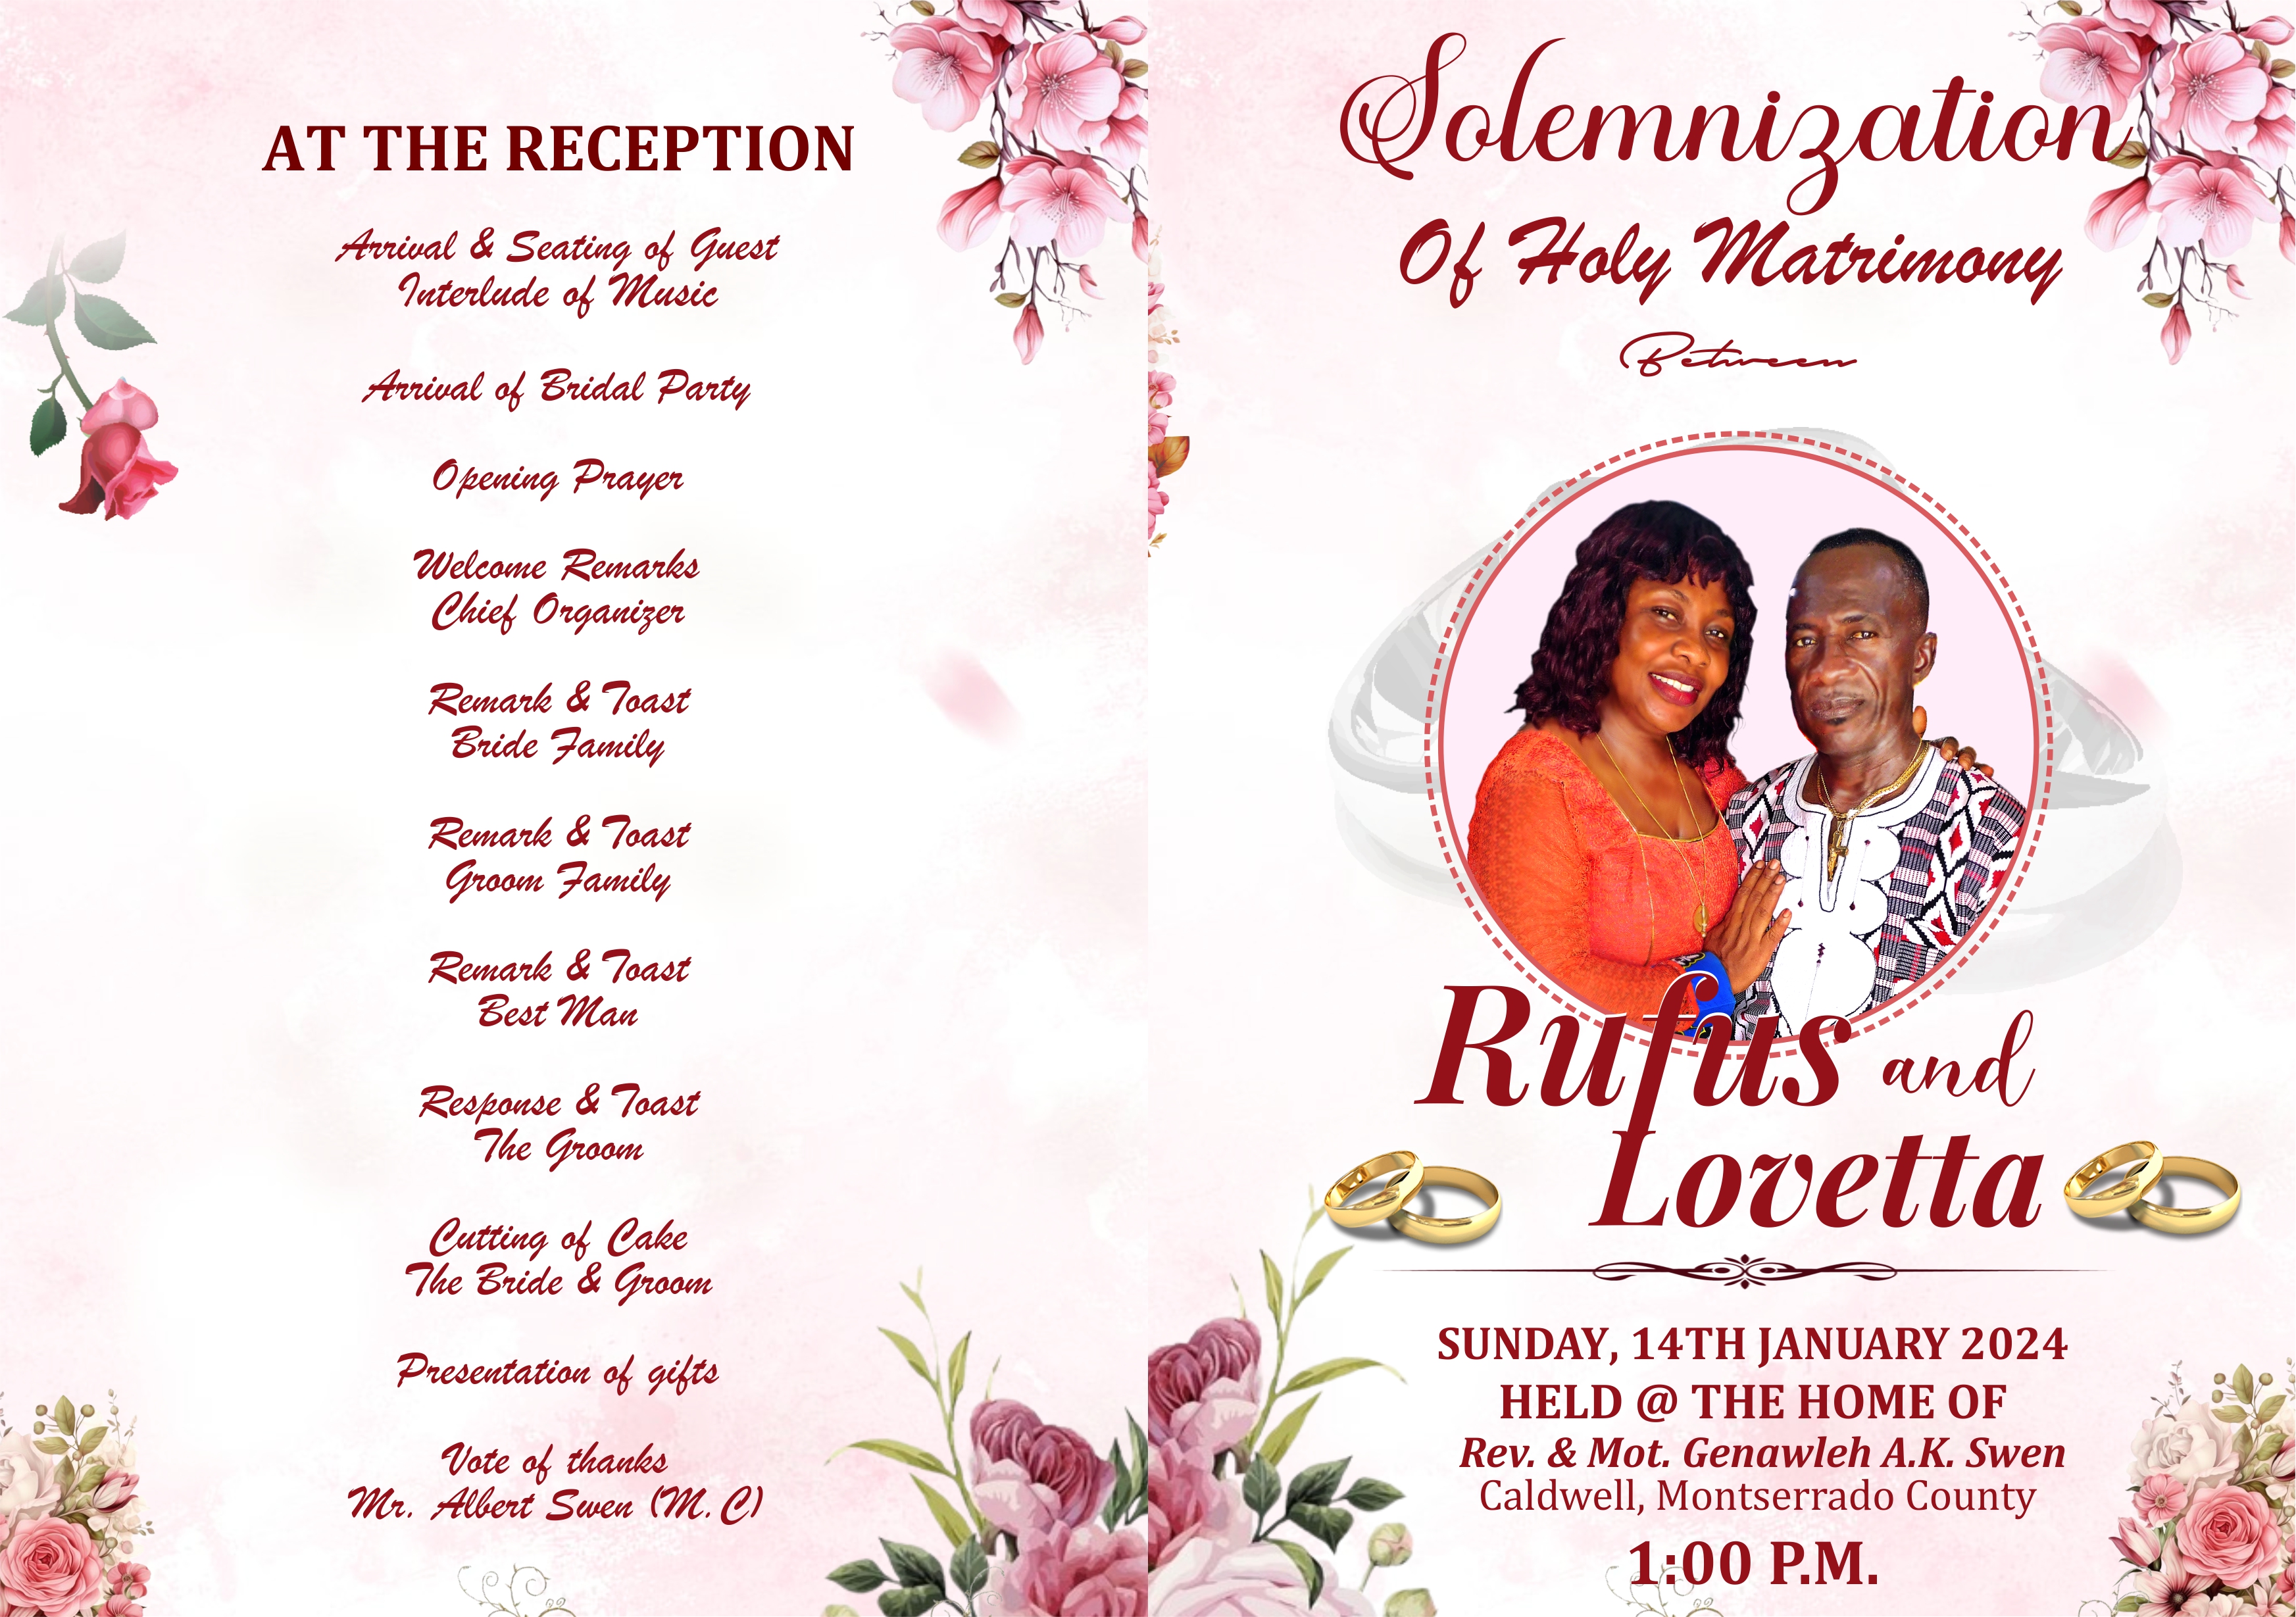 AT THE RECEPTION
Arrival & Seating of Guest
Interlude of Music
Arrival of Bridal Party
Opening Prayer
Welcome Remarks
Chief Organizer
Remark & Toast
Bride Family
Remark & Toast
Groom Family
Remark & Toast
Best Man
Response & Toast
The Groom
Cutting of Cake
The Bride & Groom
Presentation of gifts
Vote of thanks
Mr. Albert Swen (M.C)
Solemnization
Of Holy Matrimony
Between
Rufus and
Lovetta
SUNDAY, 14TH JANUARY 2024
HELD @ THE HOME OF
Rev. & Mot. Genawleh A.K. Swen
Caldwell, Montserrado County
1:00 P.M.